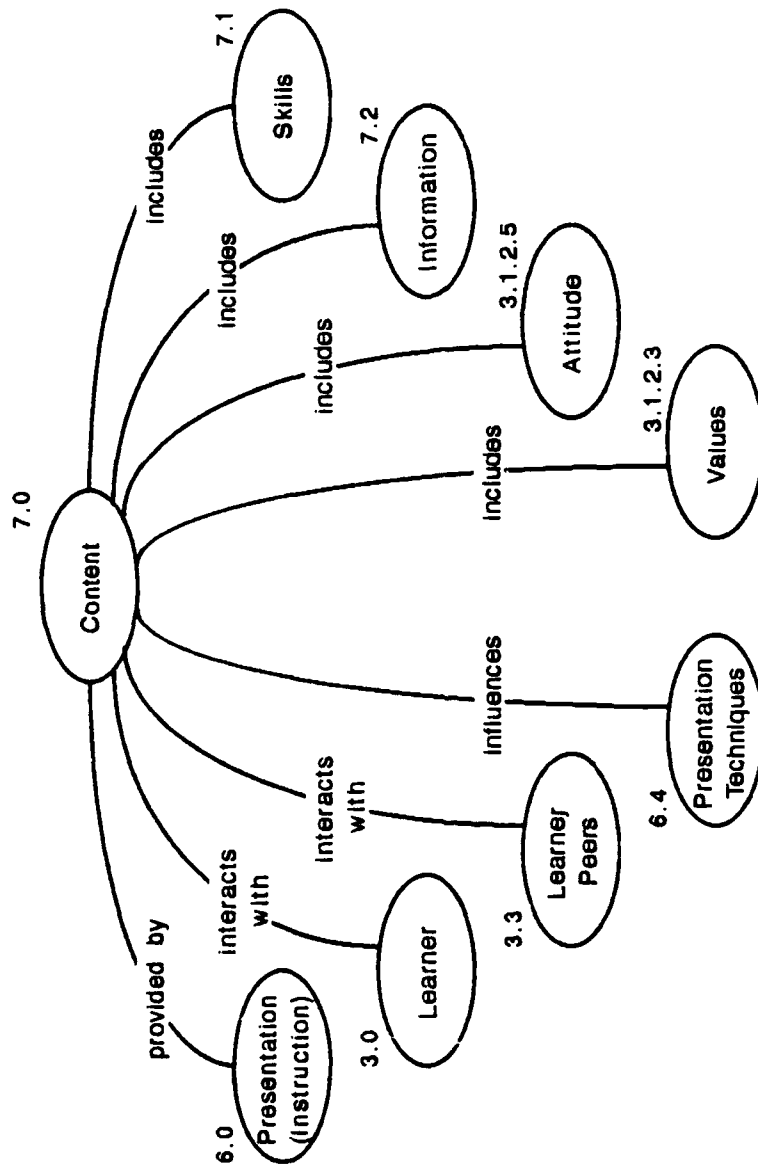 7.0
Content
provided by
interacts
with
interacts
with
influences
includes
includes
includes
includes
6.0
Presentation
(Instruction)
3.0
Learner
3.3
Learner
Peers
6.4
Presentation
Techniques
3.1.2.3
Values
3.1.2.5
Attitude
7.2
Information
7.1
Skills